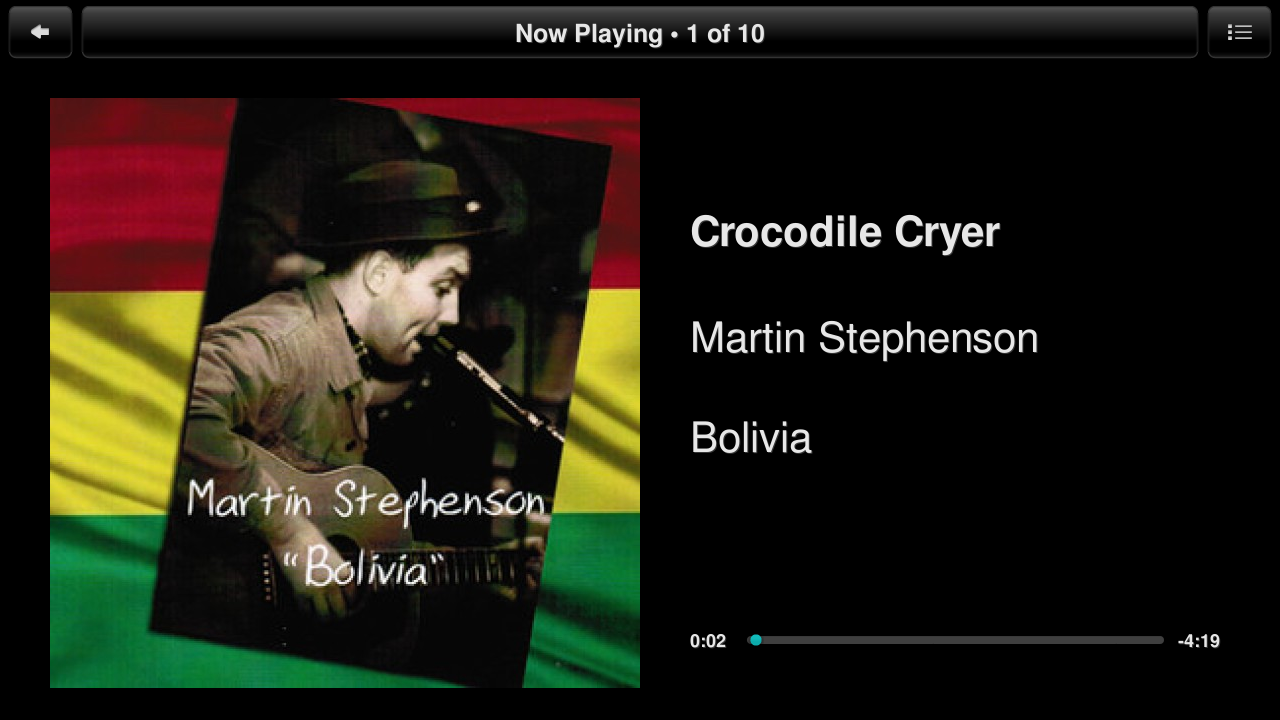 Now Playing • 1 of 10
Martin Stephenson
"Bolivia"
Crocodile Cryer
Martin Stephenson
Bolivia
0:02
-4:19